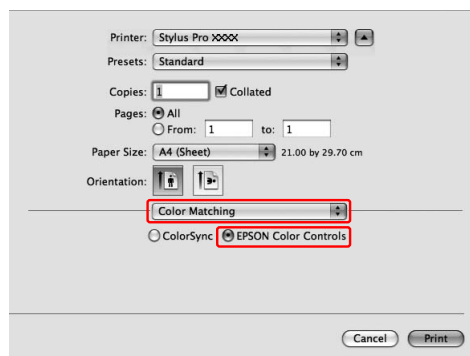 Printer: Stylus Pro XXXX
Presets: Standard
Copies: 1 Collated
Pages: All
From: 1 to: 1
Paper Size: A4 (Sheet) 21.00 by 29.70 cm
Orientation:
Color Matching
ColorSync EPSON Color Controls
Cancel Print